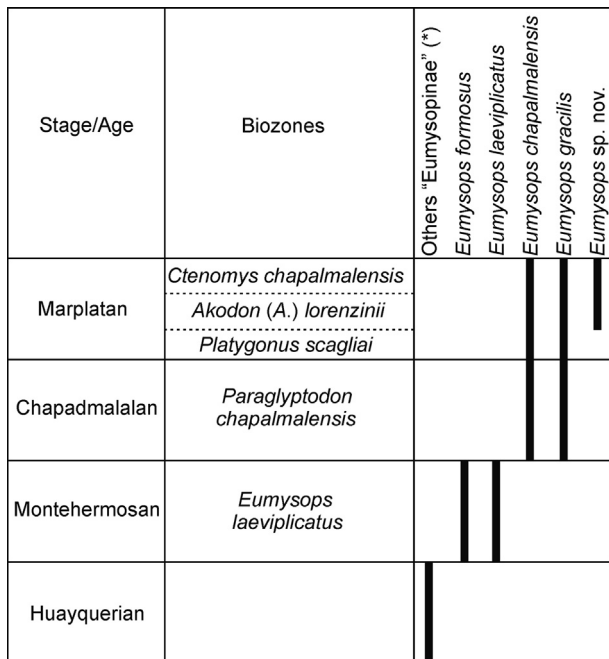 Stage/Age
Biozones
Others "Eumysopinae" (*)
Eumysops formosus
Eumysops laeviplicatus
Eumysops chapalmalensis
Eumysops gracilis
Eumysops sp. nov.
Marplatan
Ctenomys chapalmalensis
Akodon (A.) lorenzinii
Platygonus scagliai
Chapadmalalan
Paraglyptodon
chapalmalensis
Montehermosan
Eumysops
laeviplicatus
Huayquerian